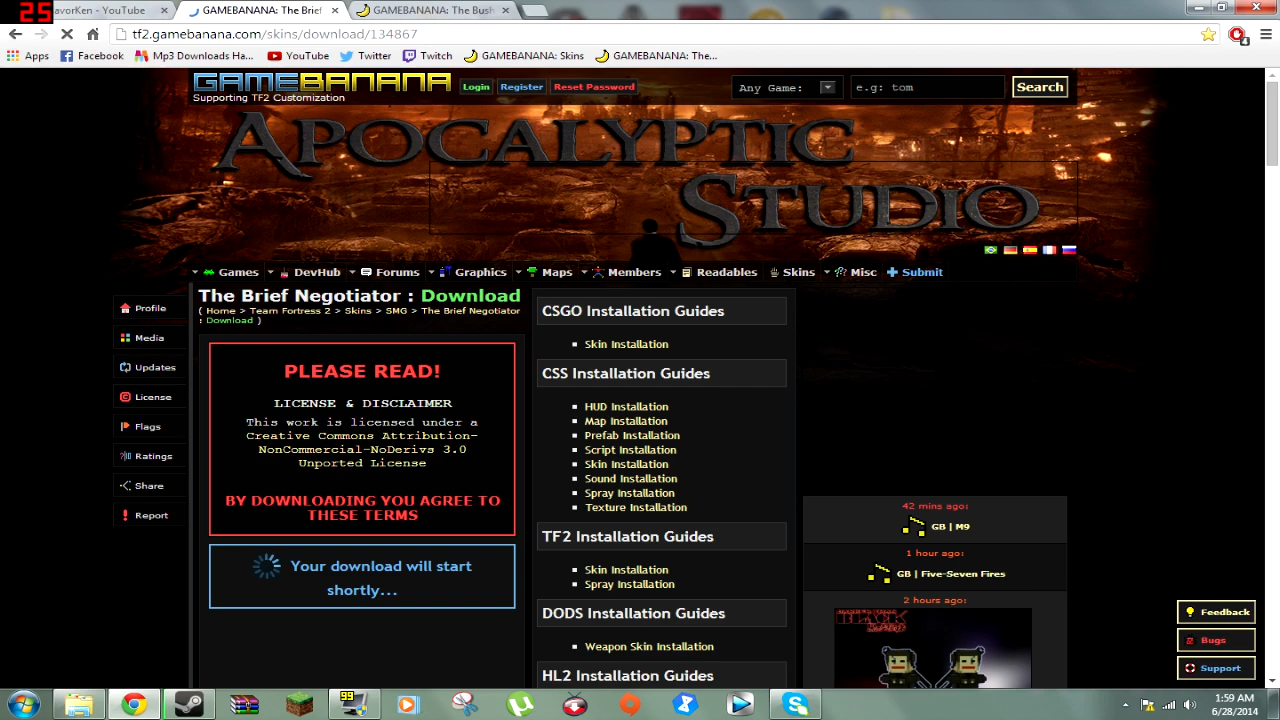 25
avorKen - YouTube
GAMEBANANA: The Brief
GAMEBANANA: The Bush
tf2.gamebanana.com/skins/download/134867
Apps
Facebook
Mp3 Downloads Ha...
YouTube
Twitter
Twitch
GAMEBANANA: Skins
GAMEBANANA: The...
GAMEBANANA
Supporting TF2 Customization
Login
Register
Reset Password
Any Game:
e.g: tom
Search
APOCALYPTIC
STUDIO
Games
DevHub
Forums
Graphics
Maps
Members
Readables
Skins
Misc
Submit
Profile
Media
Updates
License
Flags
Ratings
Share
Report
The Brief Negotiator : Download
( Home > Team Fortress 2 > Skins > SMG > The Brief Negotiator
: Download )
PLEASE READ!
LICENSE & DISCLAIMER
This work is licensed under a
Creative Commons Attribution-
NonCommercial-NoDerivs 3.0
Unported License
BY DOWNLOADING YOU AGREE TO
THESE TERMS
Your download will start
shortly...
CSGO Installation Guides
Skin Installation
CSS Installation Guides
HUD Installation
Map Installation
Prefab Installation
Script Installation
Skin Installation
Sound Installation
Spray Installation
Texture Installation
TF2 Installation Guides
Skin Installation
Spray Installation
DODS Installation Guides
Weapon Skin Installation
HL2 Installation Guides
42 mins ago:
GB | M9
1 hour ago:
GB | Five-Seven Fires
2 hours ago:
Feedback
Bugs
Support
99
1:59 AM
6/28/2014